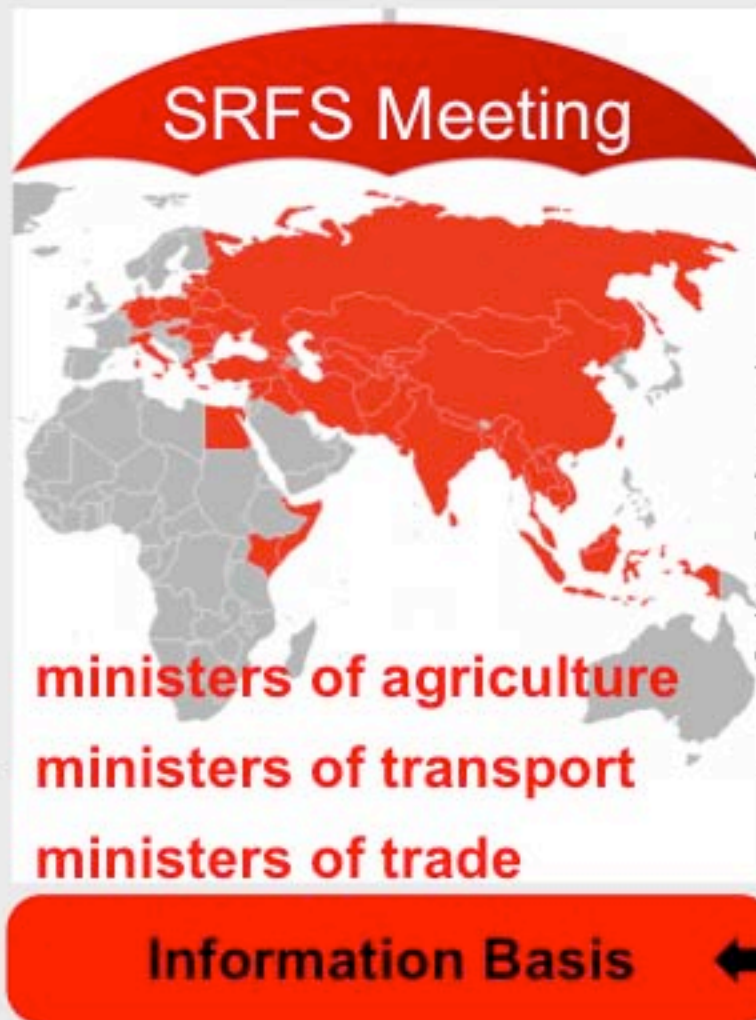 SRFS Meeting
ministers of agriculture
ministers of transport
ministers of trade
Information Basis